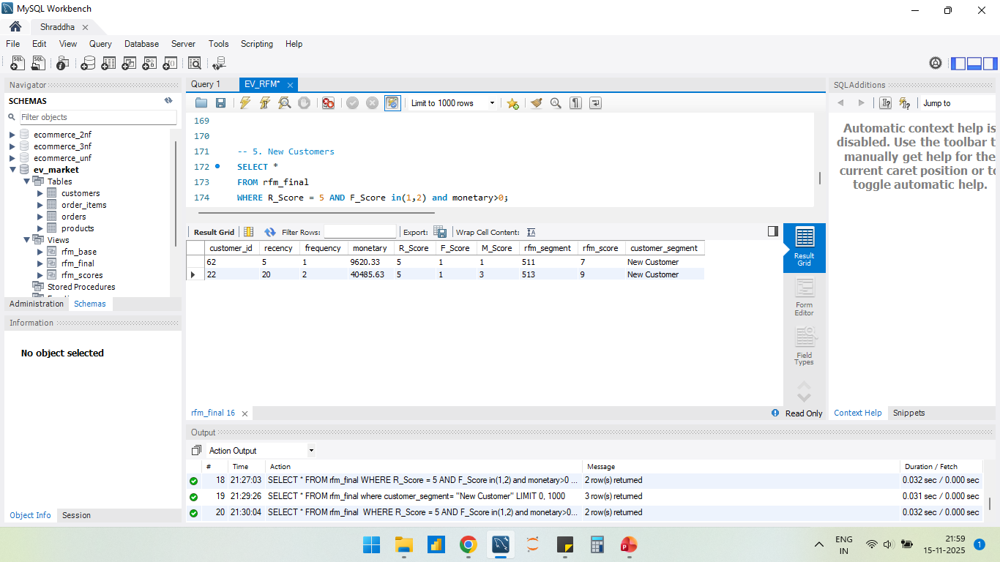 MySQL Workbench
Shraddha
File Edit View Query Database Server Tools Scripting Help
Navigator
SCHEMAS
Filter objects
ecommerce_2nf
ecommerce_3nf
ecommerce_unf
ev_market
Tables
customers
order_items
orders
products
Views
rfm_base
rfm_final
rfm_scores
Stored Procedures
Administration Schemas
Information
No object selected
Object Info Session
Query 1 EV_RFM*
Limit to 1000 rows
169
170
171 -- 5. New Customers
172 SELECT *
173 FROM rfm_final
174 WHERE R_Score = 5 AND F_Score in(1,2) and monetary>0;
Result Grid Filter Rows: Export: Wrap Cell Content:
customer_id recency frequency monetary R_Score F_Score M_Score rfm_segment rfm_score customer_segment
62 5 1 9620.33 5 1 1 511 7 New Customer
22 20 2 40485.63 5 1 3 513 9 New Customer
Result
Grid
Form
Editor
Field
Types
rfm_final 16
Read Only
SQLAdditions
Jump to
Automatic context help is
disabled. Use the toolbar t
manually get help for the
current caret position or to
toggle automatic help.
Context Help Snippets
Output
Action Output
# Time Action Message Duration / Fetch
18 21:27:03 SELECT * FROM rfm_final WHERE R_Score = 5 AND F_Score in(1,2) and monetary>0 ... 2 row(s) returned 0.032 sec / 0.000 sec
19 21:29:26 SELECT * FROM rfm_final where customer_segment= "New Customer" LIMIT 0, 1000 3 row(s) returned 0.031 sec / 0.000 sec
20 21:30:04 SELECT * FROM rfm_final  WHERE R_Score = 5 AND F_Score in(1,2) and monetary>0... 2 row(s) returned 0.032 sec / 0.000 sec
ENG
IN
21:59
15-11-2025
1